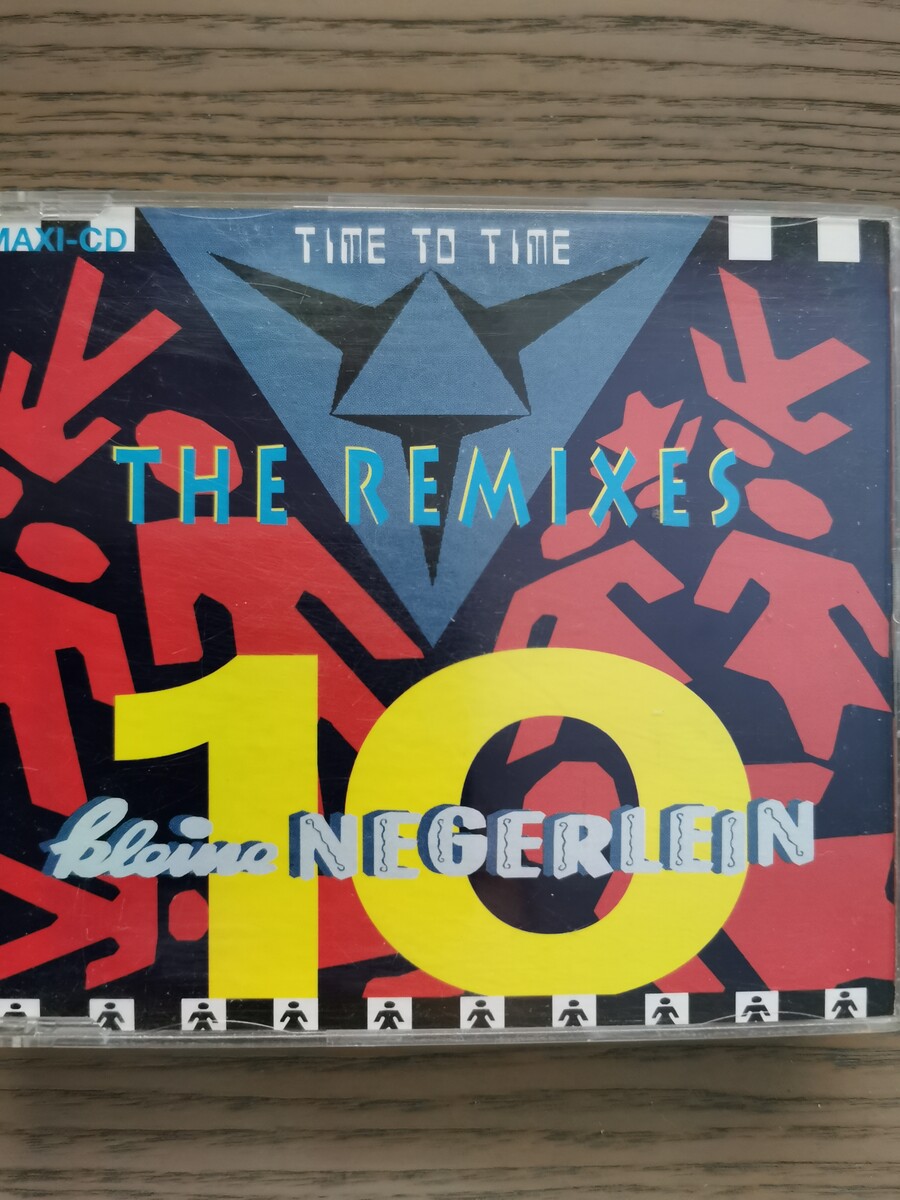 MAXI-CD
TIME TO TIME
THE REMIXES
10
kleine NEGERLEIN